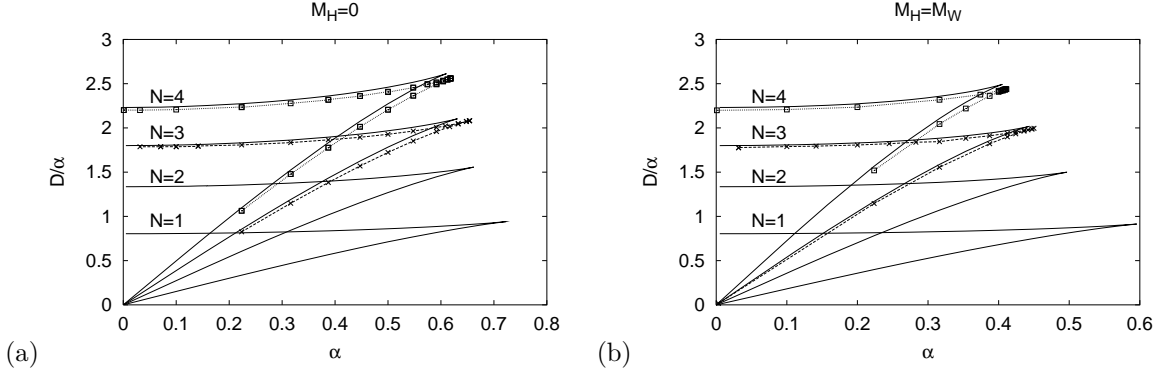 M_H=0
3
2.5
2
1.5
1
0.5
0
D/α
N=4
N=3
N=2
N=1
0 0.1 0.2 0.3 0.4 0.5 0.6 0.7 0.8
α
(a)
M_H=M_W
3
2.5
2
1.5
1
0.5
0
D/α
N=4
N=3
N=2
N=1
0 0.1 0.2 0.3 0.4 0.5 0.6
α
(b)